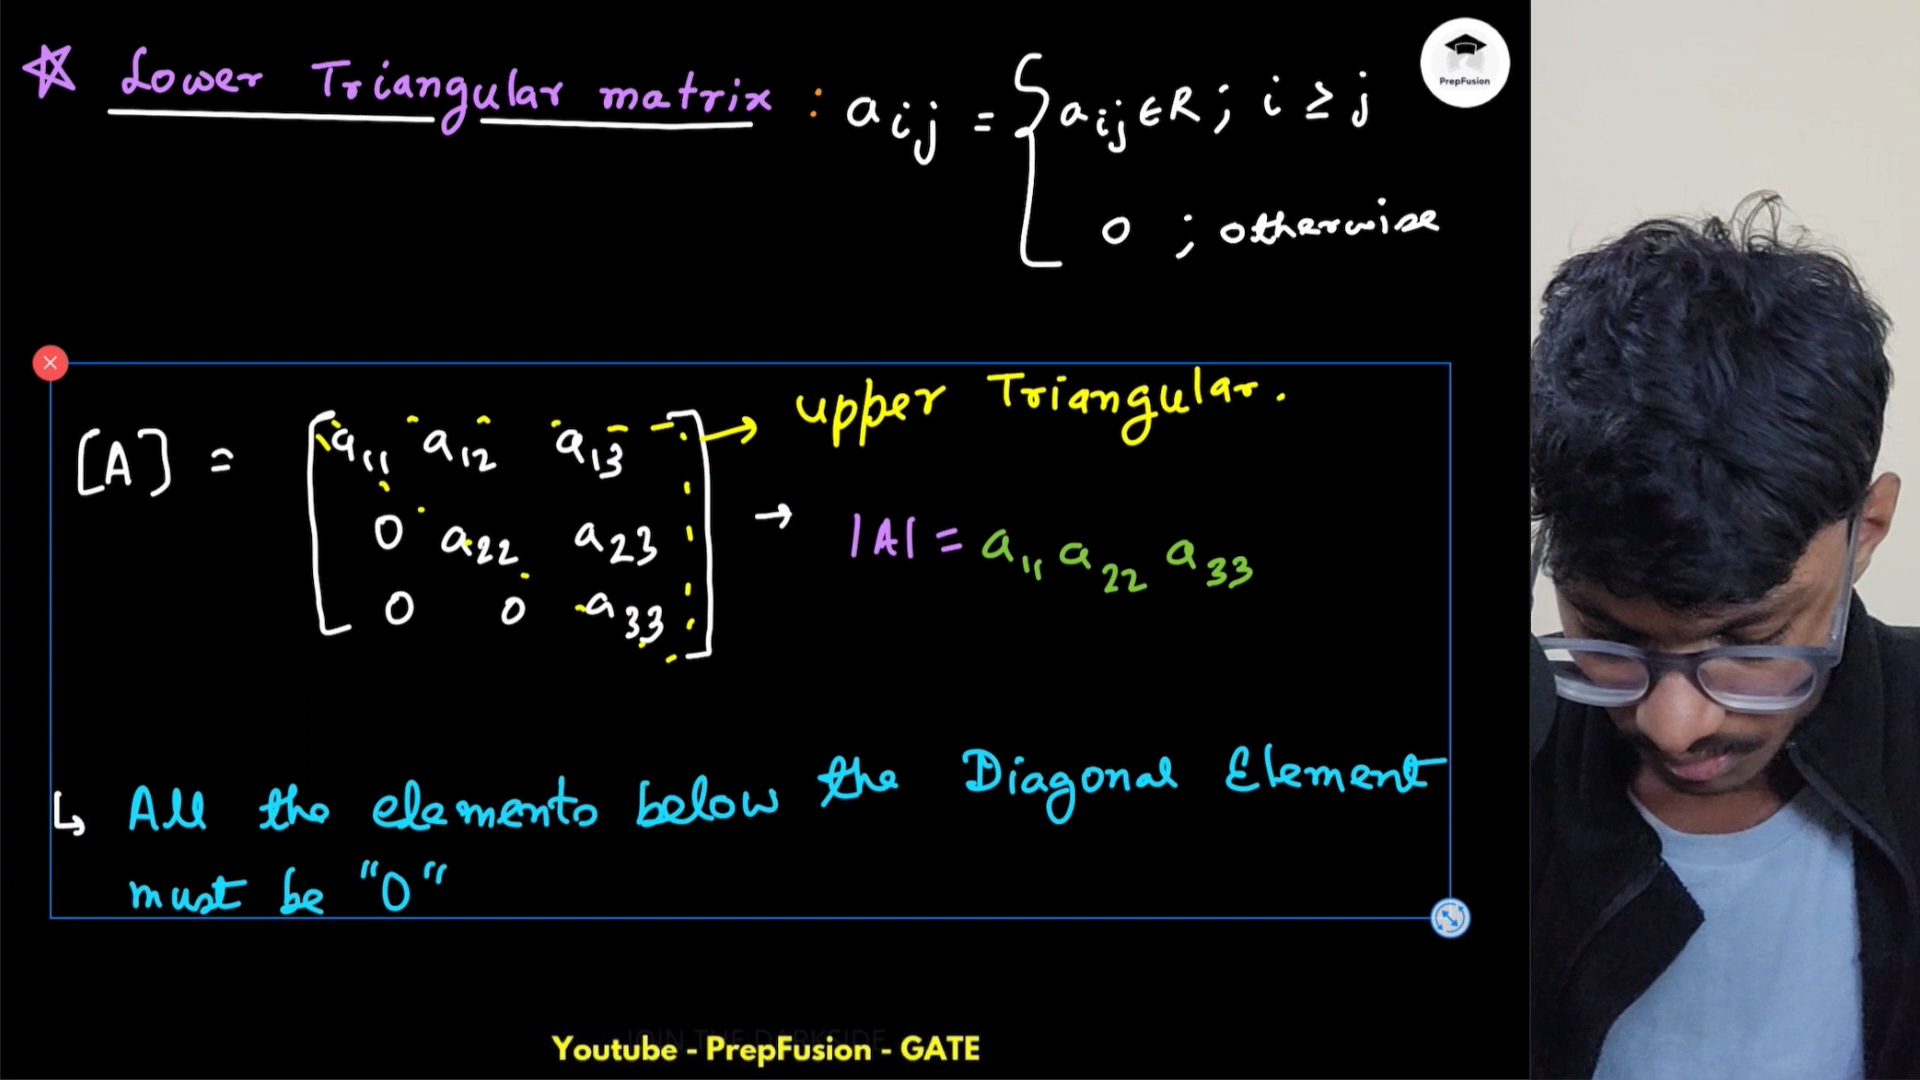 ☆ Lower Triangular matrix : aij = { aij ∈ R ; i ≥ j
0 ; otherwise
PrepFusion
[A] = [ a11 a12 a13 → upper Triangular.
0 a22 a23 → |A| = a11 a22 a33
0 0 a33 ]
↳ All the elements below the Diagonal Element
must be "0"
Youtube - PrepFusion - GATE